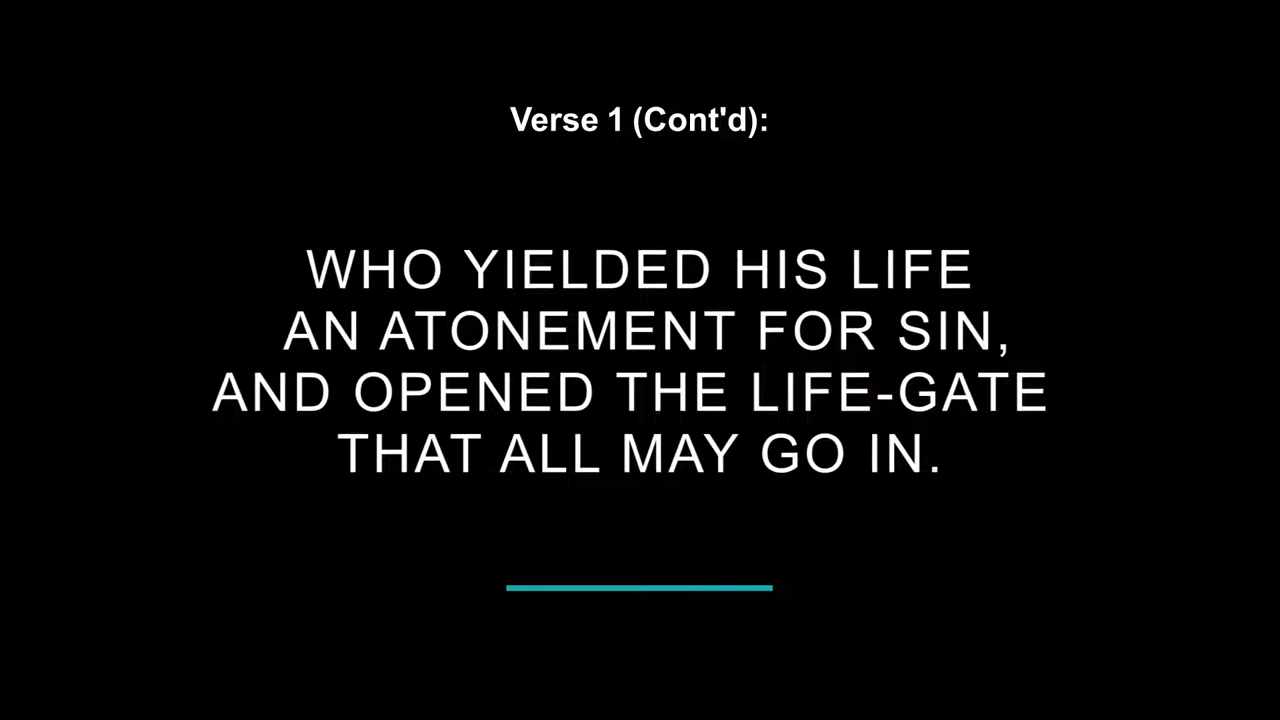 Verse 1 (Cont'd):
WHO YIELDED HIS LIFE
AN ATONEMENT FOR SIN,
AND OPENED THE LIFE-GATE
THAT ALL MAY GO IN.